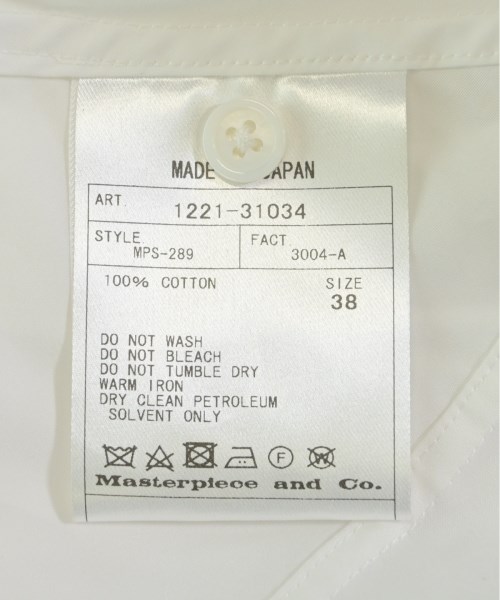 MADE JAPAN
ART. 1221-31034
STYLE FACT
MPS-289 3004-A
100% COTTON SIZE
38
DO NOT WASH
DO NOT BLEACH
DO NOT TUMBLE DRY
WARM IRON
DRY CLEAN PETROLEUM
SOLVENT ONLY
F W
Masterpiece and Co.